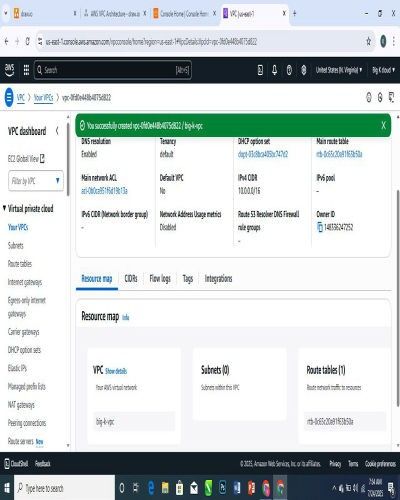 draw.io
AWS VPC Architecture - draw.io
Console Home | Console Home
VPC | us-east-1
us-east-1.console.aws.amazon.com/vpcconsole/home?region=us-east-1#VpcDetails:VpcId=vpc-0fd0e448b4075d822
aws
Search
[Alt+S]
United States (N. Virginia)
Big K cloud
VPC
Your VPCs
vpc-0fd0e448b4075d822
VPC dashboard
EC2 Global View
Filter by VPC
Virtual private cloud
Your VPCs
Subnets
Route tables
Internet gateways
Egress-only internet
gateways
Carrier gateways
DHCP option sets
Elastic IPs
Managed prefix lists
NAT gateways
Peering connections
Route servers New
You successfully created vpc-0fd0e448b4075d822 / big-k-vpc
DNS resolution
Enabled
Tenancy
default
DHCP option set
dopt-03c8bca406bc747d2
Main route table
rtb-0c65c20e91f63b50a
Main network ACL
acl-0b0ce951f6d19b13a
Default VPC
No
IPv4 CIDR
10.0.0.0/16
IPv6 pool
–
IPv6 CIDR (Network border group)
–
Network Address Usage metrics
Disabled
Route 53 Resolver DNS Firewall
rule groups
–
Owner ID
148336247252
Resource map
CIDRs
Flow logs
Tags
Integrations
Resource map Info
VPC Show details
Your AWS virtual network
big-k-vpc
Subnets (0)
Subnets within this VPC
Route tables (1)
Route network traffic to resources
rtb-0c65c20e91f63b50a
CloudShell
Feedback
© 2025, Amazon Web Services, Inc. or its affiliates.
Privacy
Terms
Cookie preferences
Type here to search
7:54 AM
7/24/2025